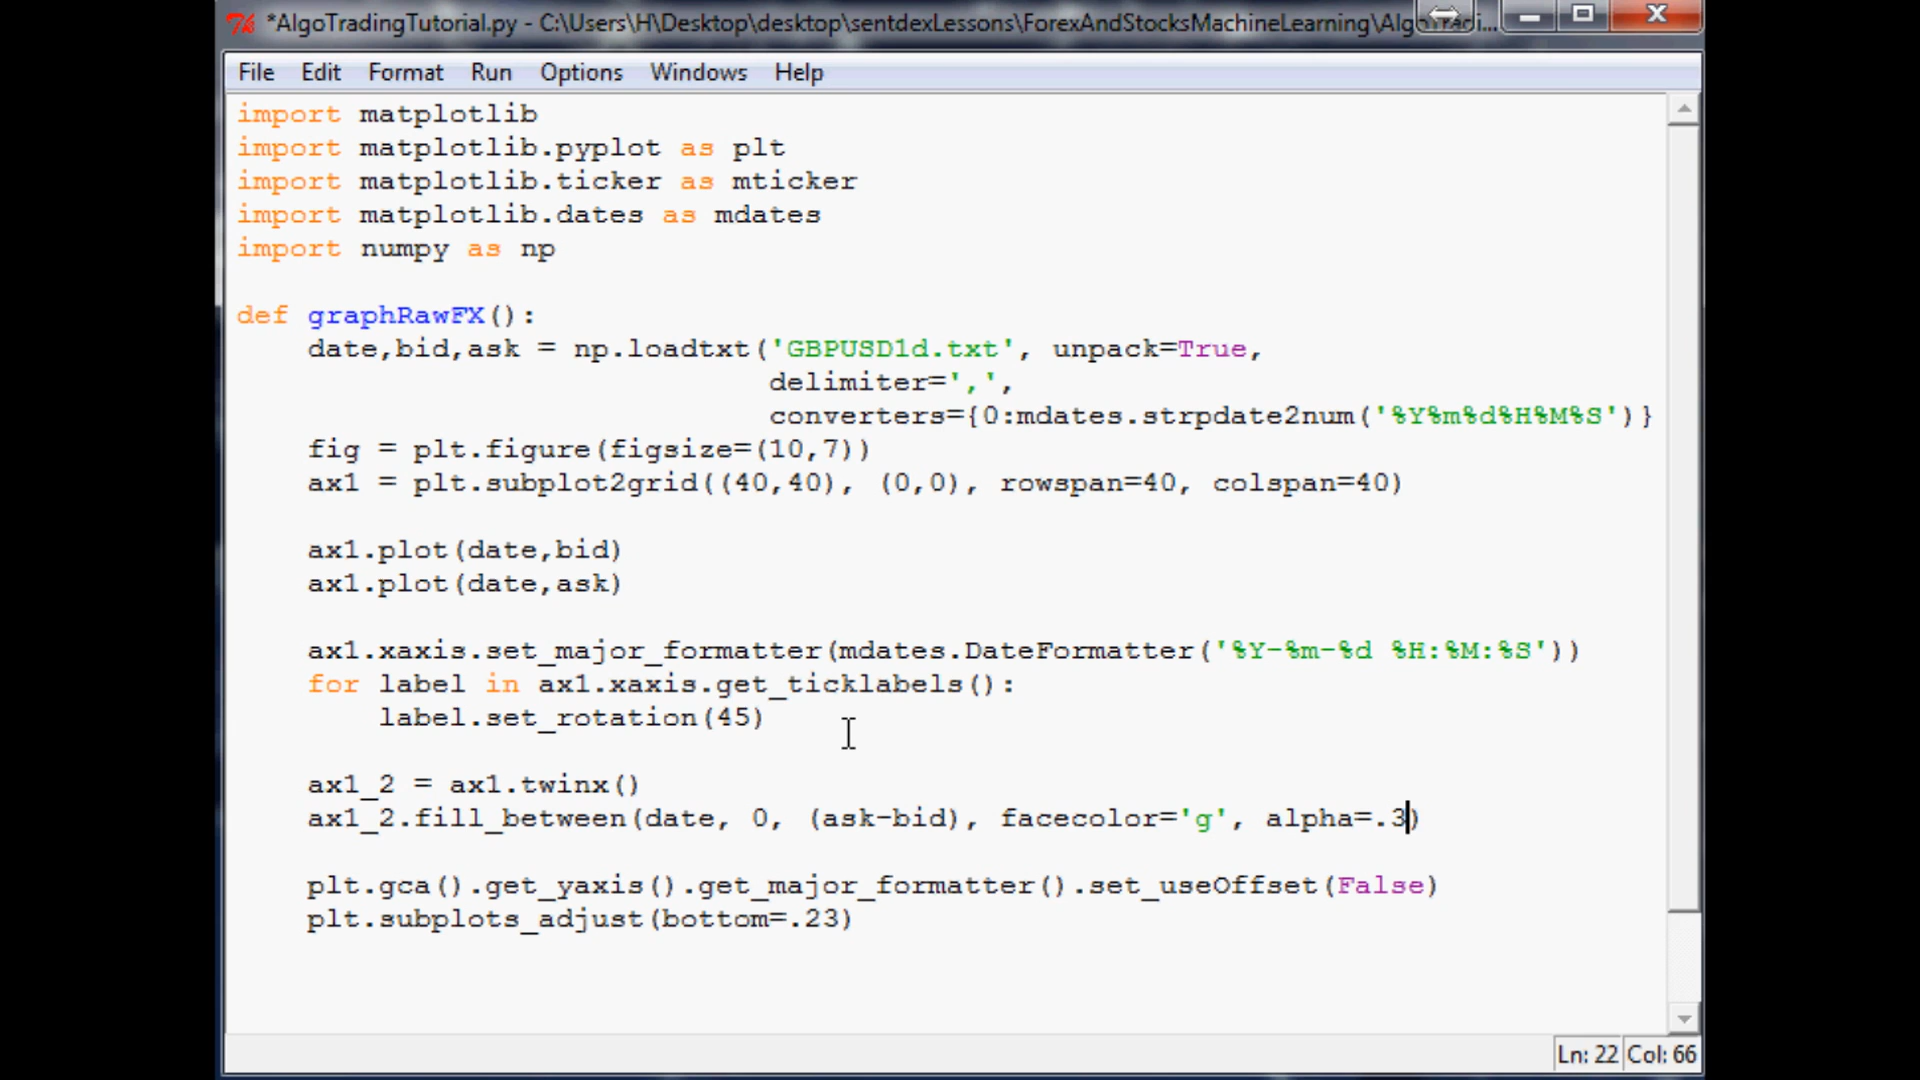 *AlgoTradingTutorial.py - C:\Users\H\Desktop\desktop\sentdexLessons\ForexAndStocksMachineLearning\AlgoTradi...
File Edit Format Run Options Windows Help
import matplotlib
import matplotlib.pyplot as plt
import matplotlib.ticker as mticker
import matplotlib.dates as mdates
import numpy as np
def graphRawFX():
    date,bid,ask = np.loadtxt('GBPUSD1d.txt', unpack=True,
                              delimiter=',',
                              converters={0:mdates.strpdate2num('%Y%m%d%H%M%S')}
    fig = plt.figure(figsize=(10,7))
    ax1 = plt.subplot2grid((40,40), (0,0), rowspan=40, colspan=40)
    ax1.plot(date,bid)
    ax1.plot(date,ask)
    ax1.xaxis.set_major_formatter(mdates.DateFormatter('%Y-%m-%d %H:%M:%S'))
    for label in ax1.xaxis.get_ticklabels():
        label.set_rotation(45)
    ax1_2 = ax1.twinx()
    ax1_2.fill_between(date, 0, (ask-bid), facecolor='g', alpha=.3)
    plt.gca().get_yaxis().get_major_formatter().set_useOffset(False)
    plt.subplots_adjust(bottom=.23)
Ln: 22 Col: 66